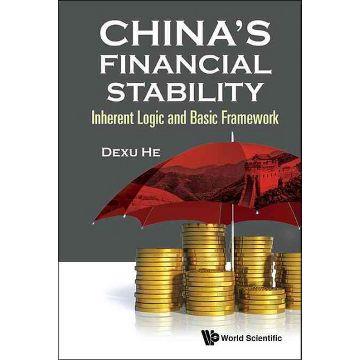 CHINA'S
FINANCIAL
STABILITY
Inherent Logic and Basic Framework
DEXU HE
World Scientific